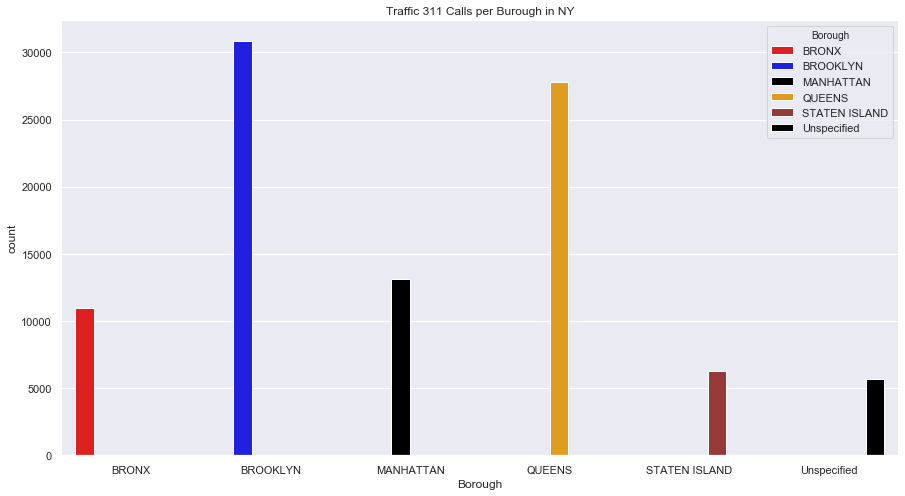 Traffic 311 Calls per Burough in NY
30000
25000
20000
15000
10000
5000
0
count
Borough
BRONX
BROOKLYN
MANHATTAN
QUEENS
STATEN ISLAND
Unspecified
BRONX BROOKLYN MANHATTAN QUEENS STATEN ISLAND Unspecified
Borough